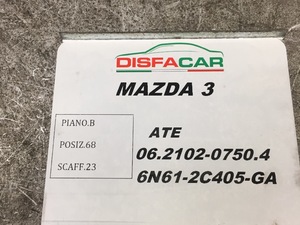 DISFACAR
MAZDA 3
PIANO.B
POSIZ.68
SCAFF.23
ATE
06.2102-0750.4
6N61-2C405-GA